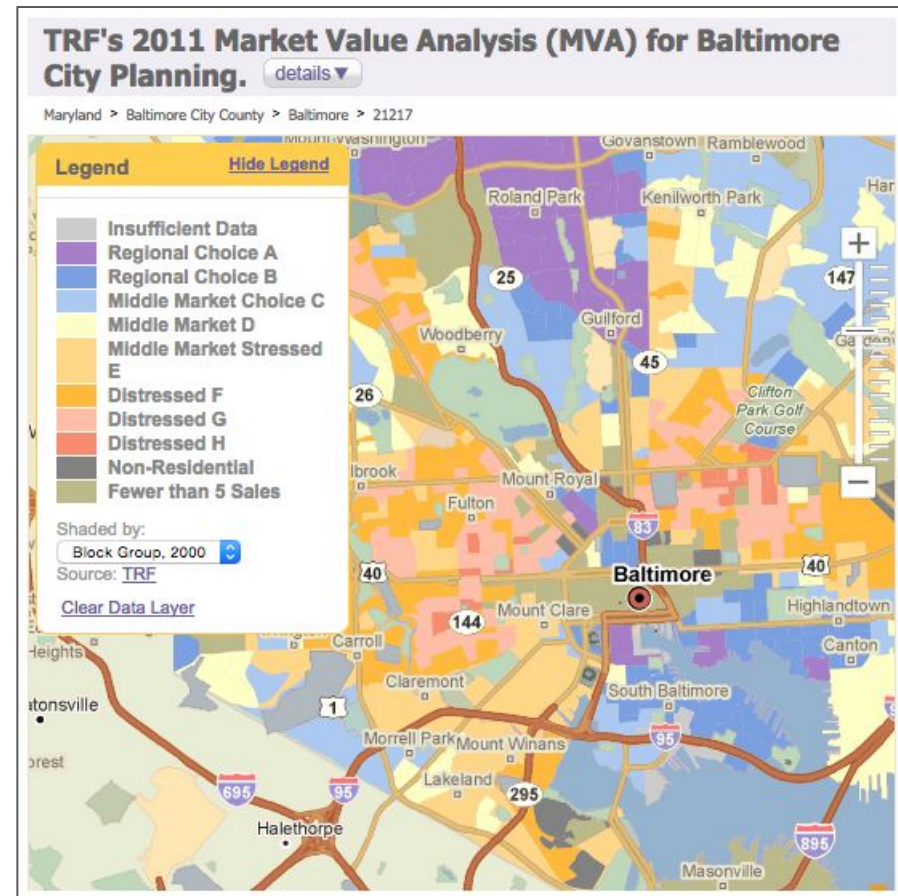 TRF's 2011 Market Value Analysis (MVA) for Baltimore
City Planning. details ▼
Maryland > Baltimore City County > Baltimore > 21217
Legend Hide Legend
Insufficient Data
Regional Choice A
Regional Choice B
Middle Market Choice C
Middle Market D
Middle Market Stressed
E
Distressed F
Distressed G
Distressed H
Non-Residential
Fewer than 5 Sales
Shaded by:
Block Group, 2000
Source: TRF
Clear Data Layer
Govanstown Ramblewood
Roland Park
Kenilworth Park
+
25
147
Guilford
Woodberry
45
26
Clifton
Park Golf
Course
−
Mount Royal
Fulton
83
40
Baltimore
40
144
Mount Clare
Highlandtown
Carroll
Canton
Heights
Claremont
South Baltimore
1
95
Morrell Park
Mount Winans
Lakeland
295
695
95
Halethorpe
895
Masonville